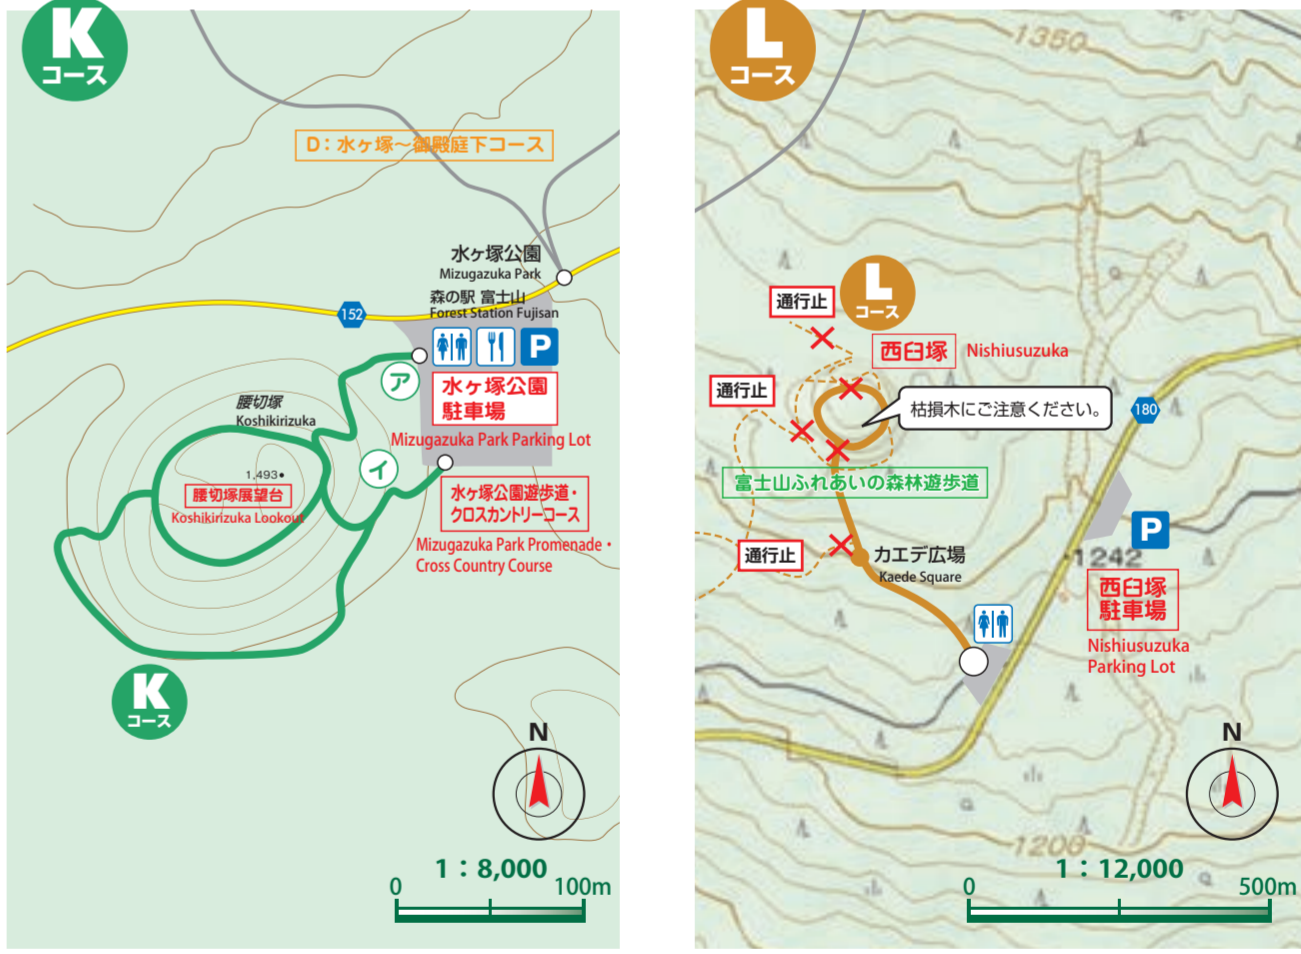 K
コース
D：水ヶ塚〜御殿庭下コース
水ヶ塚公園
Mizugazuka Park
森の駅 富士山
Forest Station Fujisan
152
P
ア
水ヶ塚公園
駐車場
Mizugazuka Park Parking Lot
腰切塚
Koshikirizuka
イ
1,493
腰切塚展望台
Koshikirizuka Lookout
水ヶ塚公園遊歩道・
クロスカントリーコース
Mizugazuka Park Promenade・
Cross Country Course
K
コース
N
1：8,000
0 100m
L
コース
1350
L
コース
通行止
西臼塚 Nishiusuzuka
通行止
枯損木にご注意ください。
180
富士山ふれあいの森林遊歩道
P
通行止
カエデ広場
Kaede Square
1242
西臼塚
駐車場
Nishiusuzuka
Parking Lot
N
1200
1：12,000
0 500m